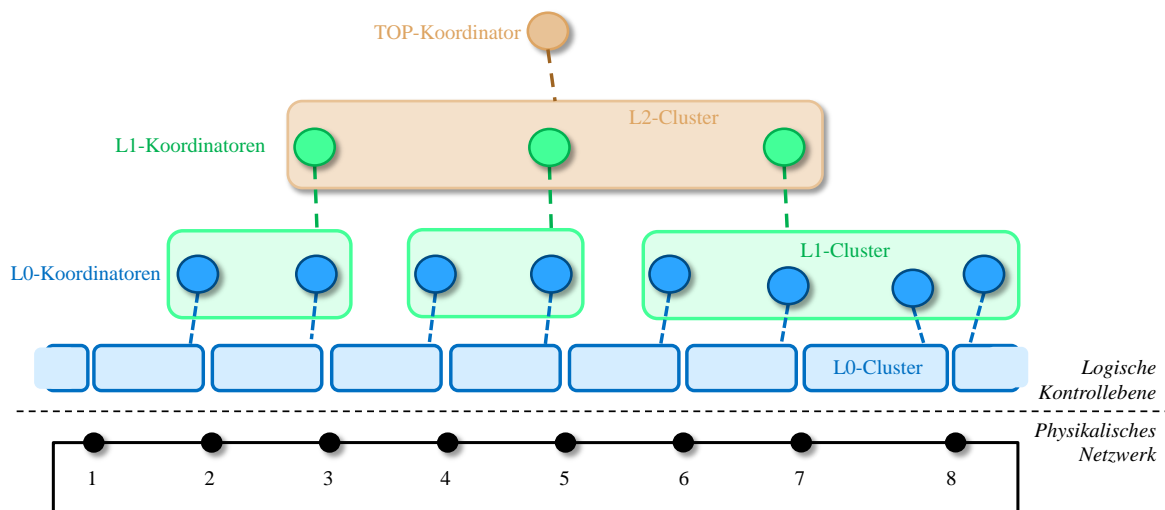 TOP-Koordinator
L2-Cluster
L1-Koordinatoren
L1-Cluster
L0-Koordinatoren
L0-Cluster
Logische
Kontrollebene
Physikalisches
Netzwerk
1 2 3 4 5 6 7 8